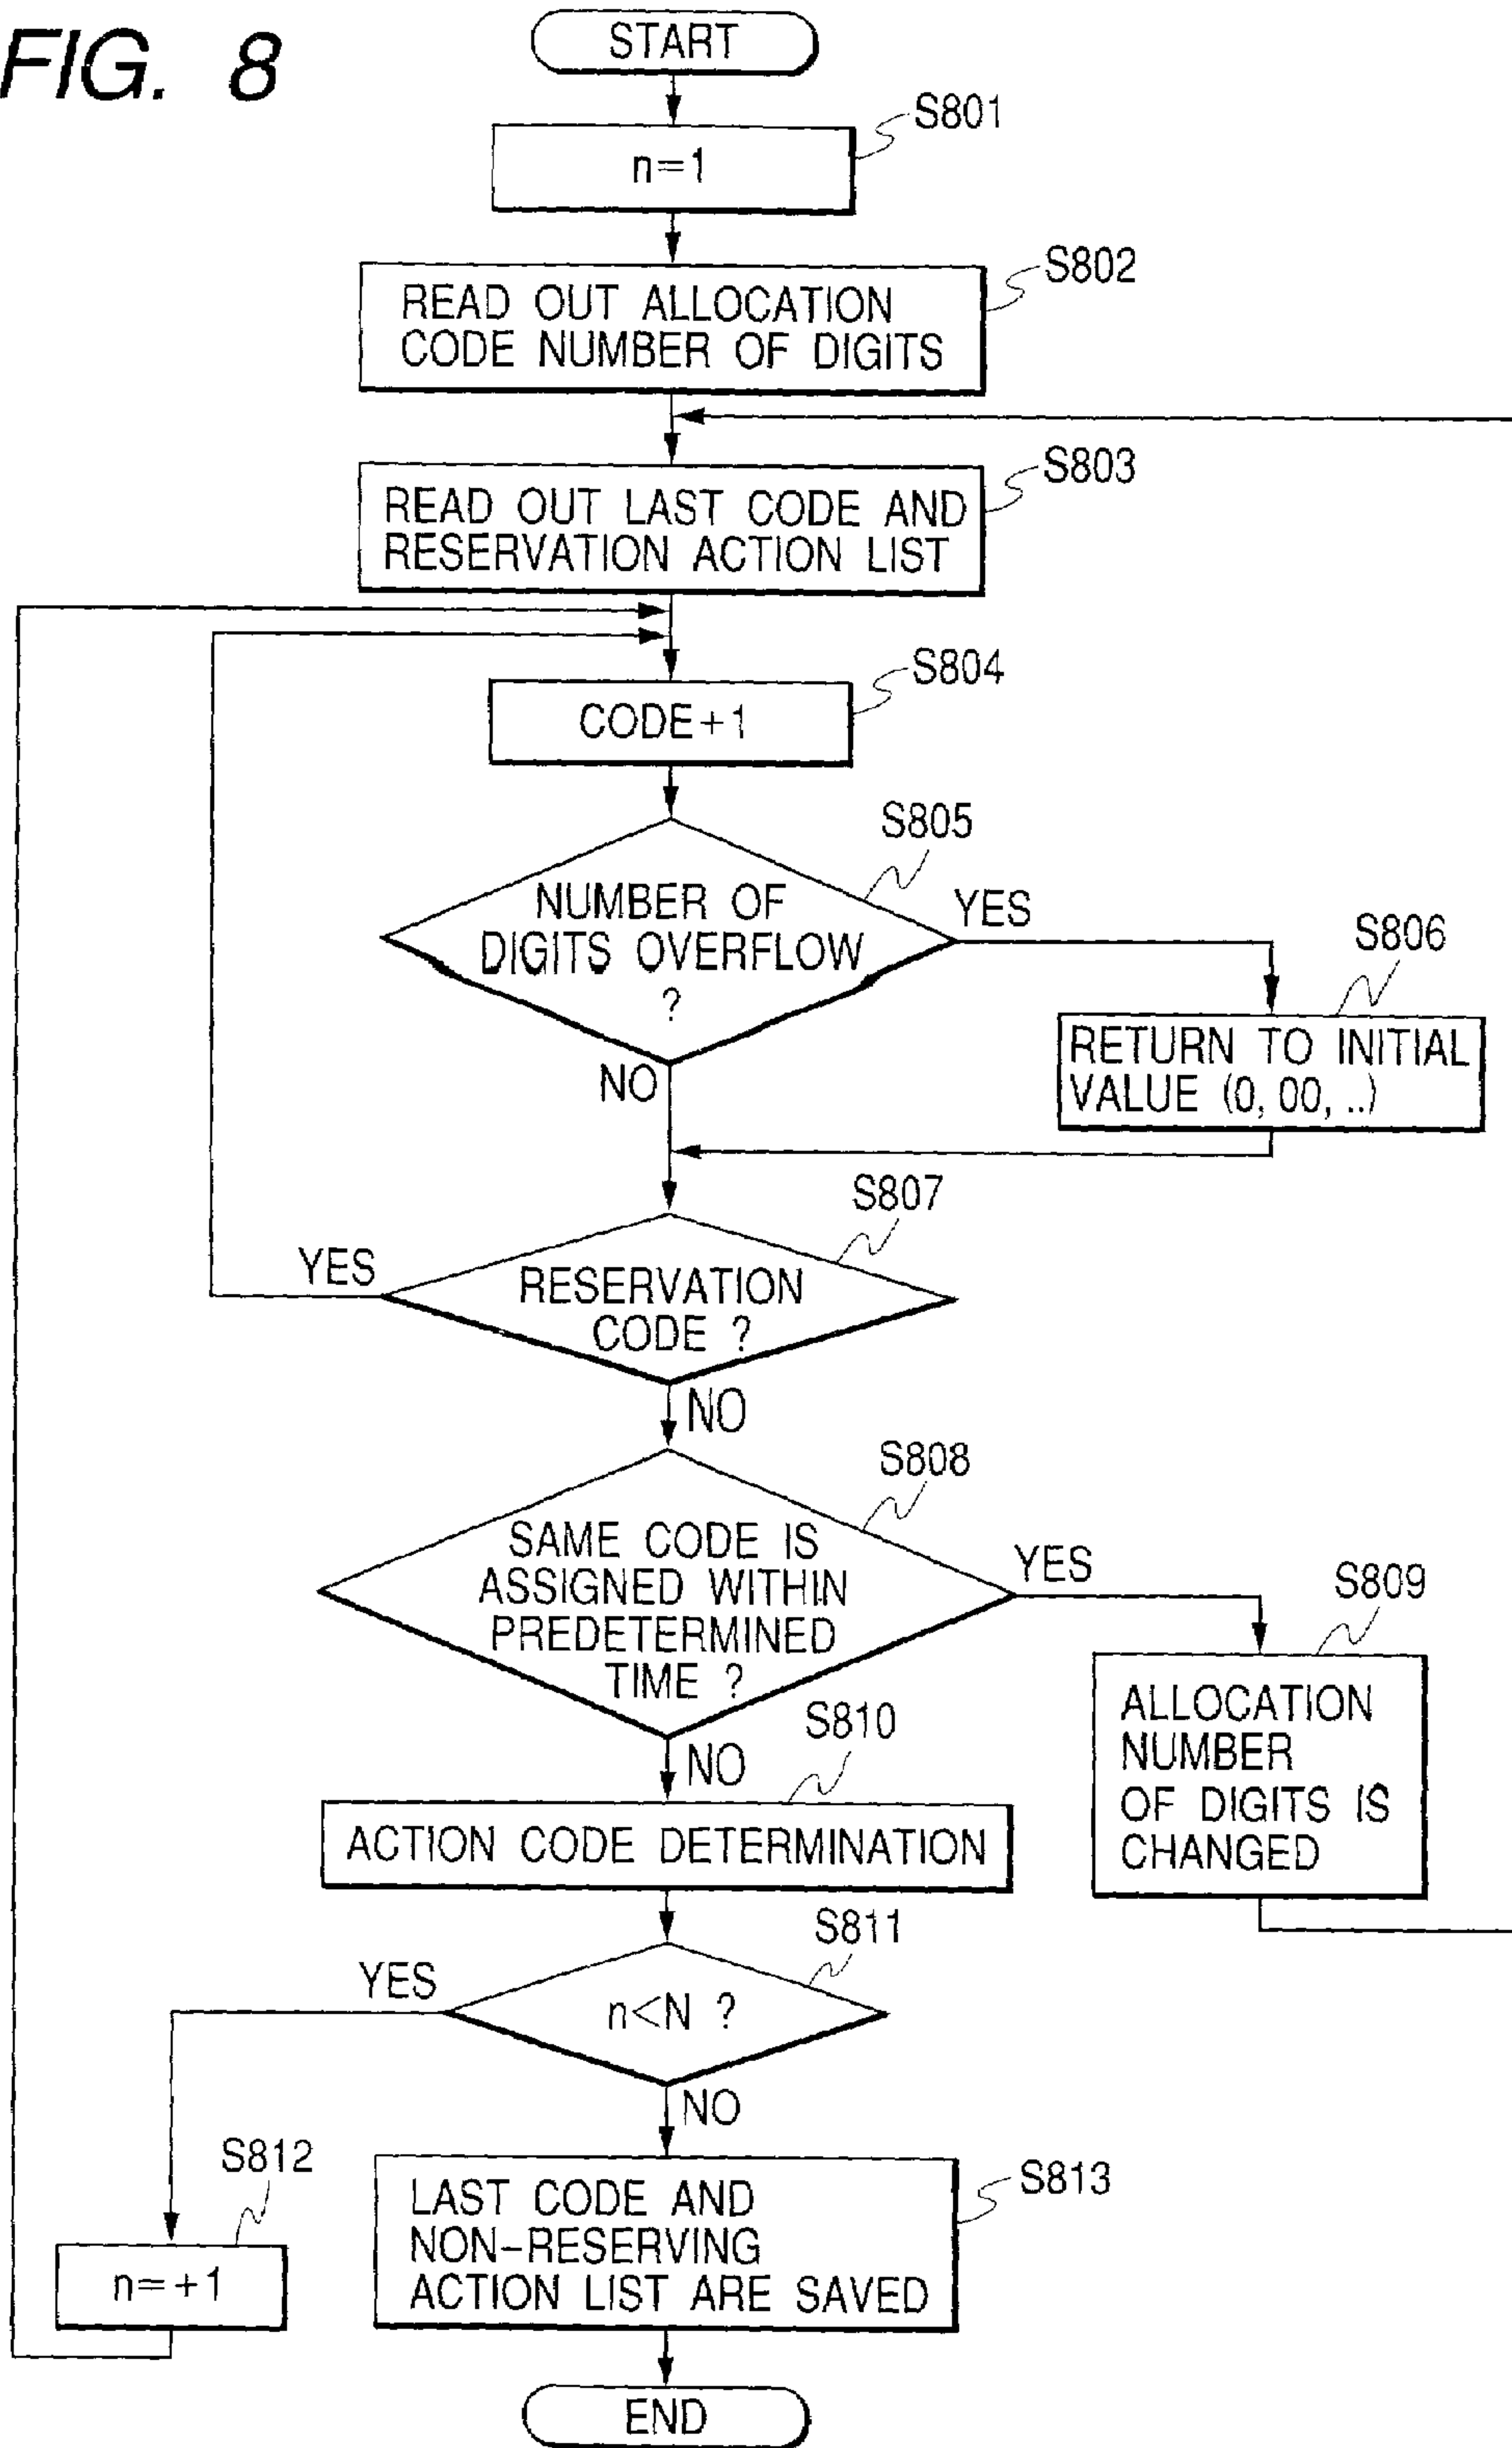 FIG. 8
START
S801
n=1
S802
READ OUT ALLOCATION
CODE NUMBER OF DIGITS
S803
READ OUT LAST CODE AND
RESERVATION ACTION LIST
S804
CODE+1
S805
NUMBER OF
DIGITS OVERFLOW
?
YES
NO
S806
RETURN TO INITIAL
VALUE (0, 00, ..)
S807
RESERVATION
CODE ?
YES
NO
S808
SAME CODE IS
ASSIGNED WITHIN
PREDETERMINED
TIME ?
YES
NO
S809
ALLOCATION
NUMBER
OF DIGITS IS
CHANGED
S810
ACTION CODE DETERMINATION
S811
n<N ?
YES
NO
S812
n=+1
S813
LAST CODE AND
NON-RESERVING
ACTION LIST ARE SAVED
END